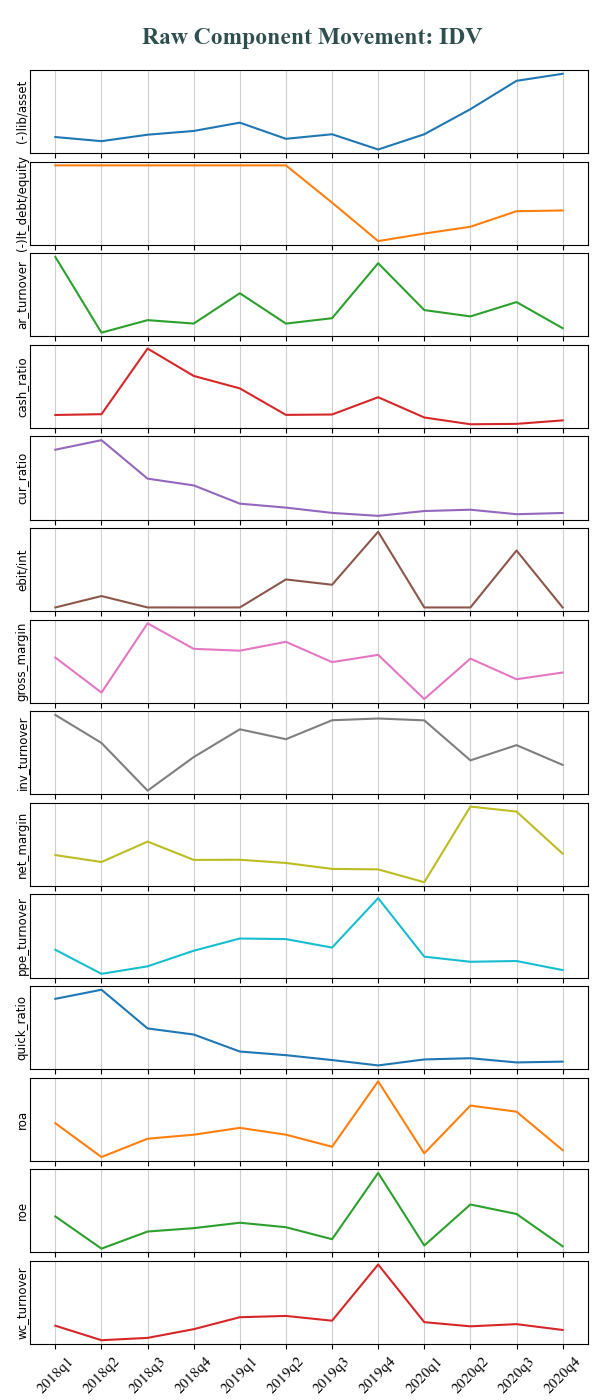 Raw Component Movement: IDV
(-)lib/asset
(-)lt_debt/equity
ar_turnover
cash_ratio
cur_ratio
ebit/int
gross_margin
inv_turnover
net_margin
ppe_turnover
quick_ratio
roa
roe
wc_turnover
2018q1 2018q2 2018q3 2018q4 2019q1 2019q2 2019q3 2019q4 2020q1 2020q2 2020q3 2020q4